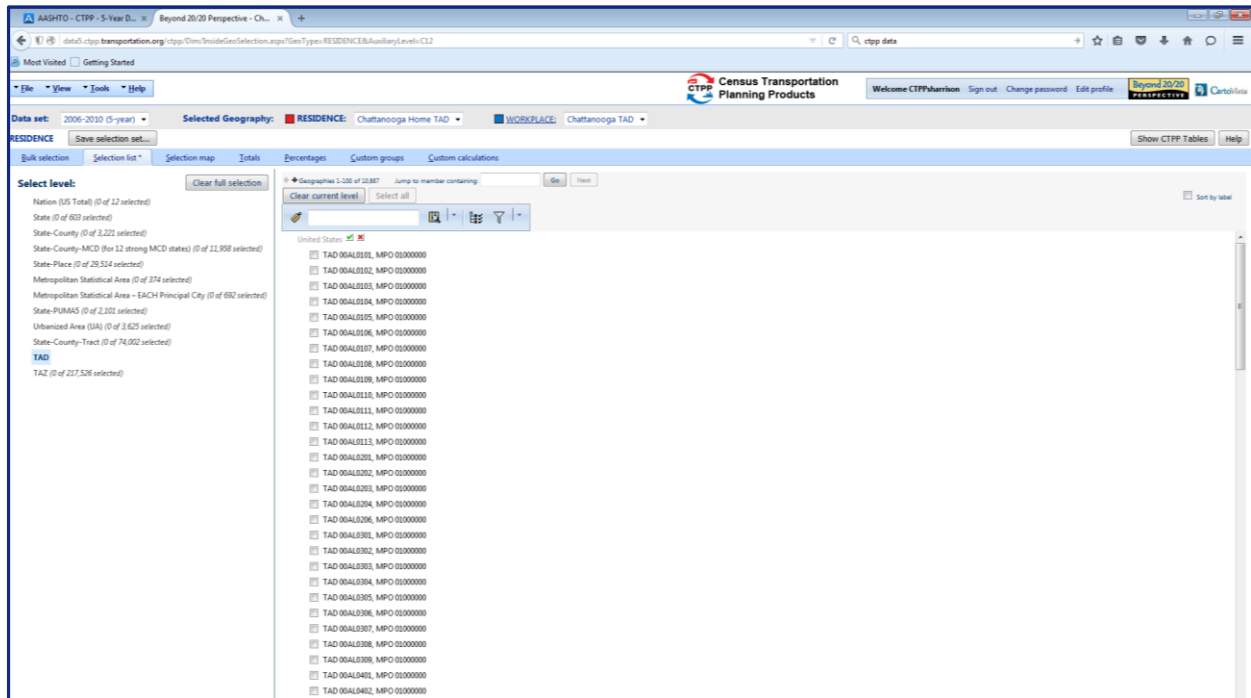 AASHTO - CTPP - 5-Year D... × Beyond 20/20 Perspective - Ch... × +
data5.ctpp.transportation.org/ctpp/Dim/InsideGeoSelection.aspx?GeoType=RESIDENCE&AuxiliaryLevel=C12 ctpp data
Most Visited Getting Started
File View Tools Help CTPP Census Transportation Planning Products Welcome CTPPsharrison Sign out Change password Edit profile Beyond 20/20 PERSPECTIVE CartoVista
Data set: 2006-2010 (5-year) Selected Geography: RESIDENCE: Chattanooga Home TAD WORKPLACE: Chattanooga TAD
RESIDENCE Save selection set... Show CTPP Tables Help
Bulk selection Selection list * Selection map Totals Percentages Custom groups Custom calculations
Select level: Clear full selection
Nation (US Total) (0 of 12 selected)
State (0 of 603 selected)
State-County (0 of 3,221 selected)
State-County-MCD (for 12 strong MCD states) (0 of 11,958 selected)
State-Place (0 of 29,514 selected)
Metropolitan Statistical Area (0 of 374 selected)
Metropolitan Statistical Area – EACH Principal City (0 of 692 selected)
State-PUMA5 (0 of 2,101 selected)
Urbanized Area (UA) (0 of 3,625 selected)
State-County-Tract (0 of 74,002 selected)
TAD
TAZ (0 of 217,526 selected)
Geographies 1-100 of 10,867 Jump to member containing: Go Next
Clear current level Select all Sort by label
United States
TAD 00AL0101, MPO 01000000
TAD 00AL0102, MPO 01000000
TAD 00AL0103, MPO 01000000
TAD 00AL0104, MPO 01000000
TAD 00AL0105, MPO 01000000
TAD 00AL0106, MPO 01000000
TAD 00AL0107, MPO 01000000
TAD 00AL0108, MPO 01000000
TAD 00AL0109, MPO 01000000
TAD 00AL0110, MPO 01000000
TAD 00AL0111, MPO 01000000
TAD 00AL0112, MPO 01000000
TAD 00AL0113, MPO 01000000
TAD 00AL0201, MPO 01000000
TAD 00AL0202, MPO 01000000
TAD 00AL0203, MPO 01000000
TAD 00AL0204, MPO 01000000
TAD 00AL0206, MPO 01000000
TAD 00AL0301, MPO 01000000
TAD 00AL0302, MPO 01000000
TAD 00AL0303, MPO 01000000
TAD 00AL0304, MPO 01000000
TAD 00AL0305, MPO 01000000
TAD 00AL0306, MPO 01000000
TAD 00AL0307, MPO 01000000
TAD 00AL0308, MPO 01000000
TAD 00AL0309, MPO 01000000
TAD 00AL0401, MPO 01000000
TAD 00AL0402, MPO 01000000